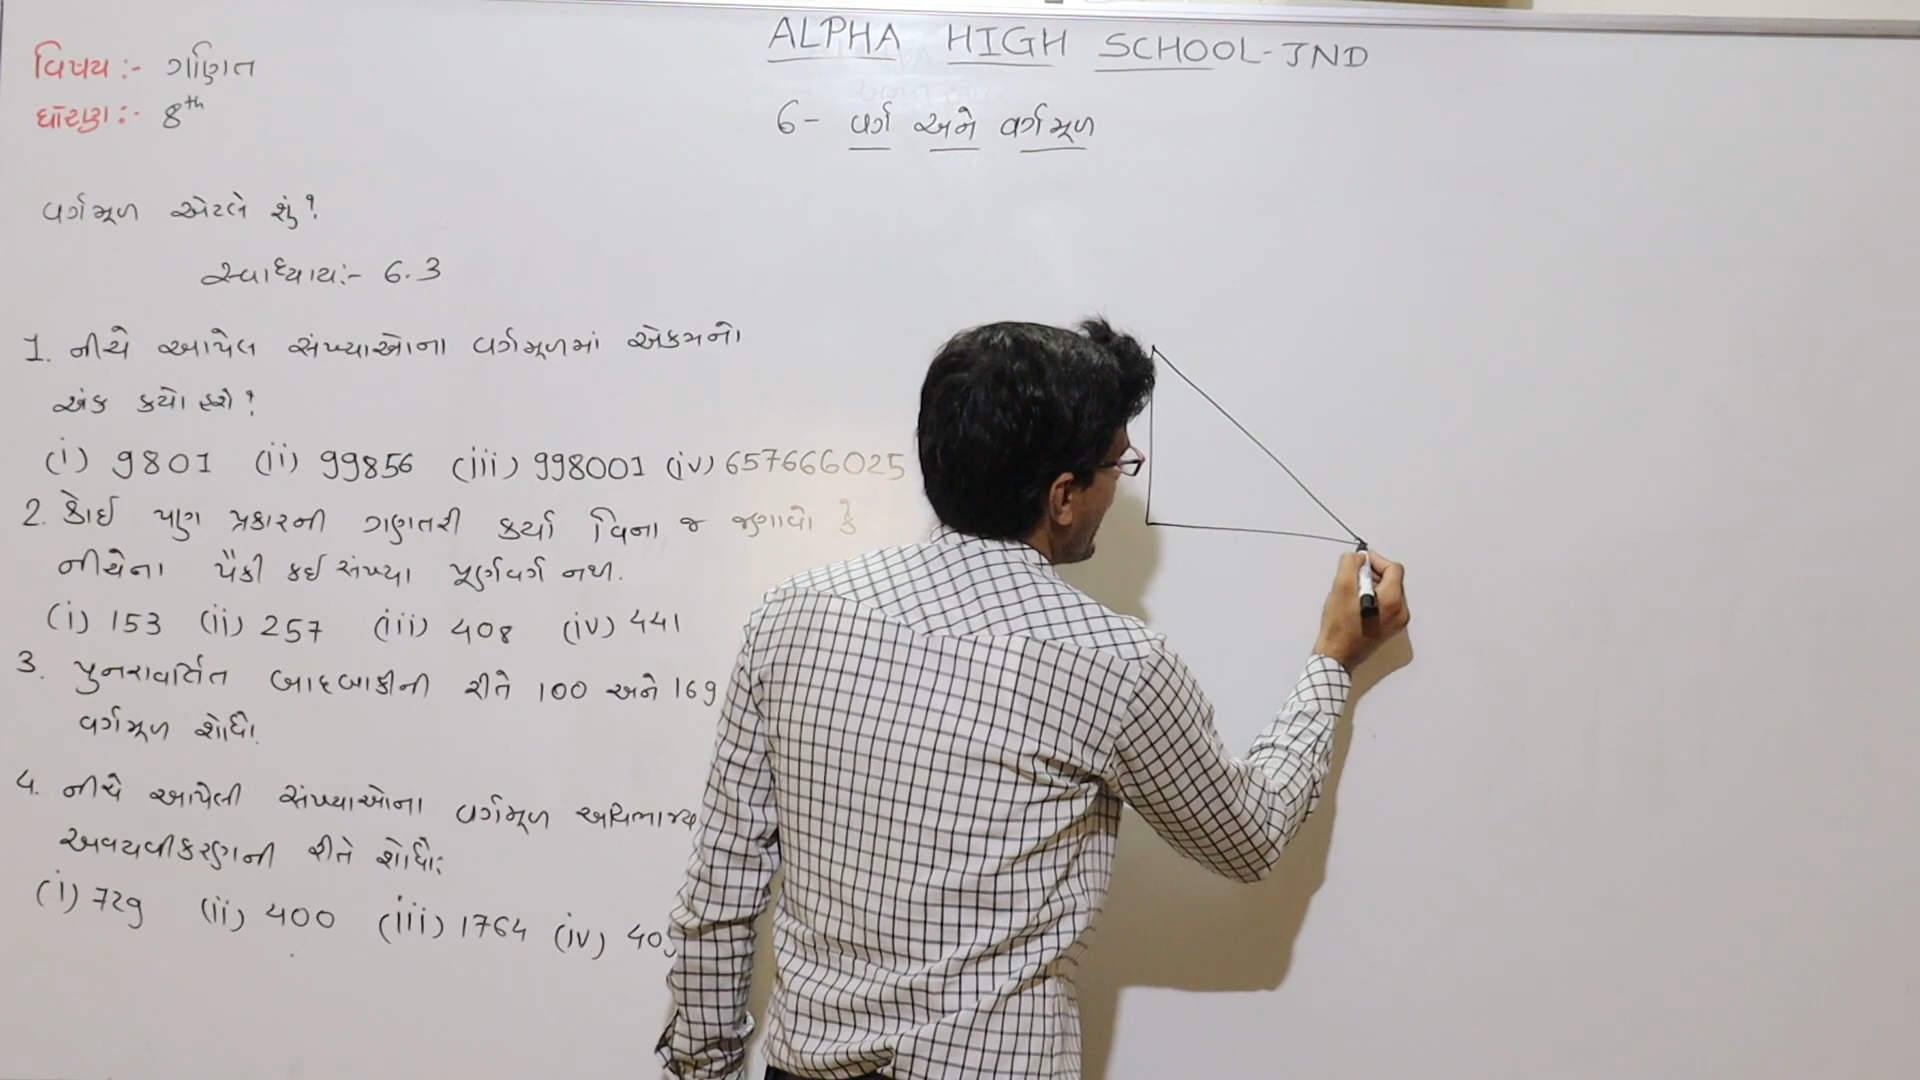 ALPHA HIGH SCHOOL-JND
વિષય :- ગણિત
ધોરણ :- 8th
6- વર્ગ અને વર્ગમૂળ
વર્ગમૂળ એટલે શું?
સ્વાધ્યાય:- 6.3
1. નીચે આપેલ સંખ્યાઓના વર્ગમૂળમાં એકમનો
અંક કયો હશે?
(i) 9801 (ii) 99856 (iii) 998001 (iv) 657666025
2. કોઈ પણ પ્રકારની ગણતરી કર્યા વિના જ જણાવો કે
નીચેના પૈકી કઈ સંખ્યા પૂર્ણવર્ગ નથી.
(i) 153 (ii) 257 (iii) 408 (iv) 441
3. પુનરાવર્તિત બાદબાકીની રીતે 100 અને 169
વર્ગમૂળ શોધો.
4. નીચે આપેલી સંખ્યાઓના વર્ગમૂળ અવિભાજ્ય
અવયવીકરણની રીતે શોધો:
(i) 729 (ii) 400 (iii) 1764 (iv) 40